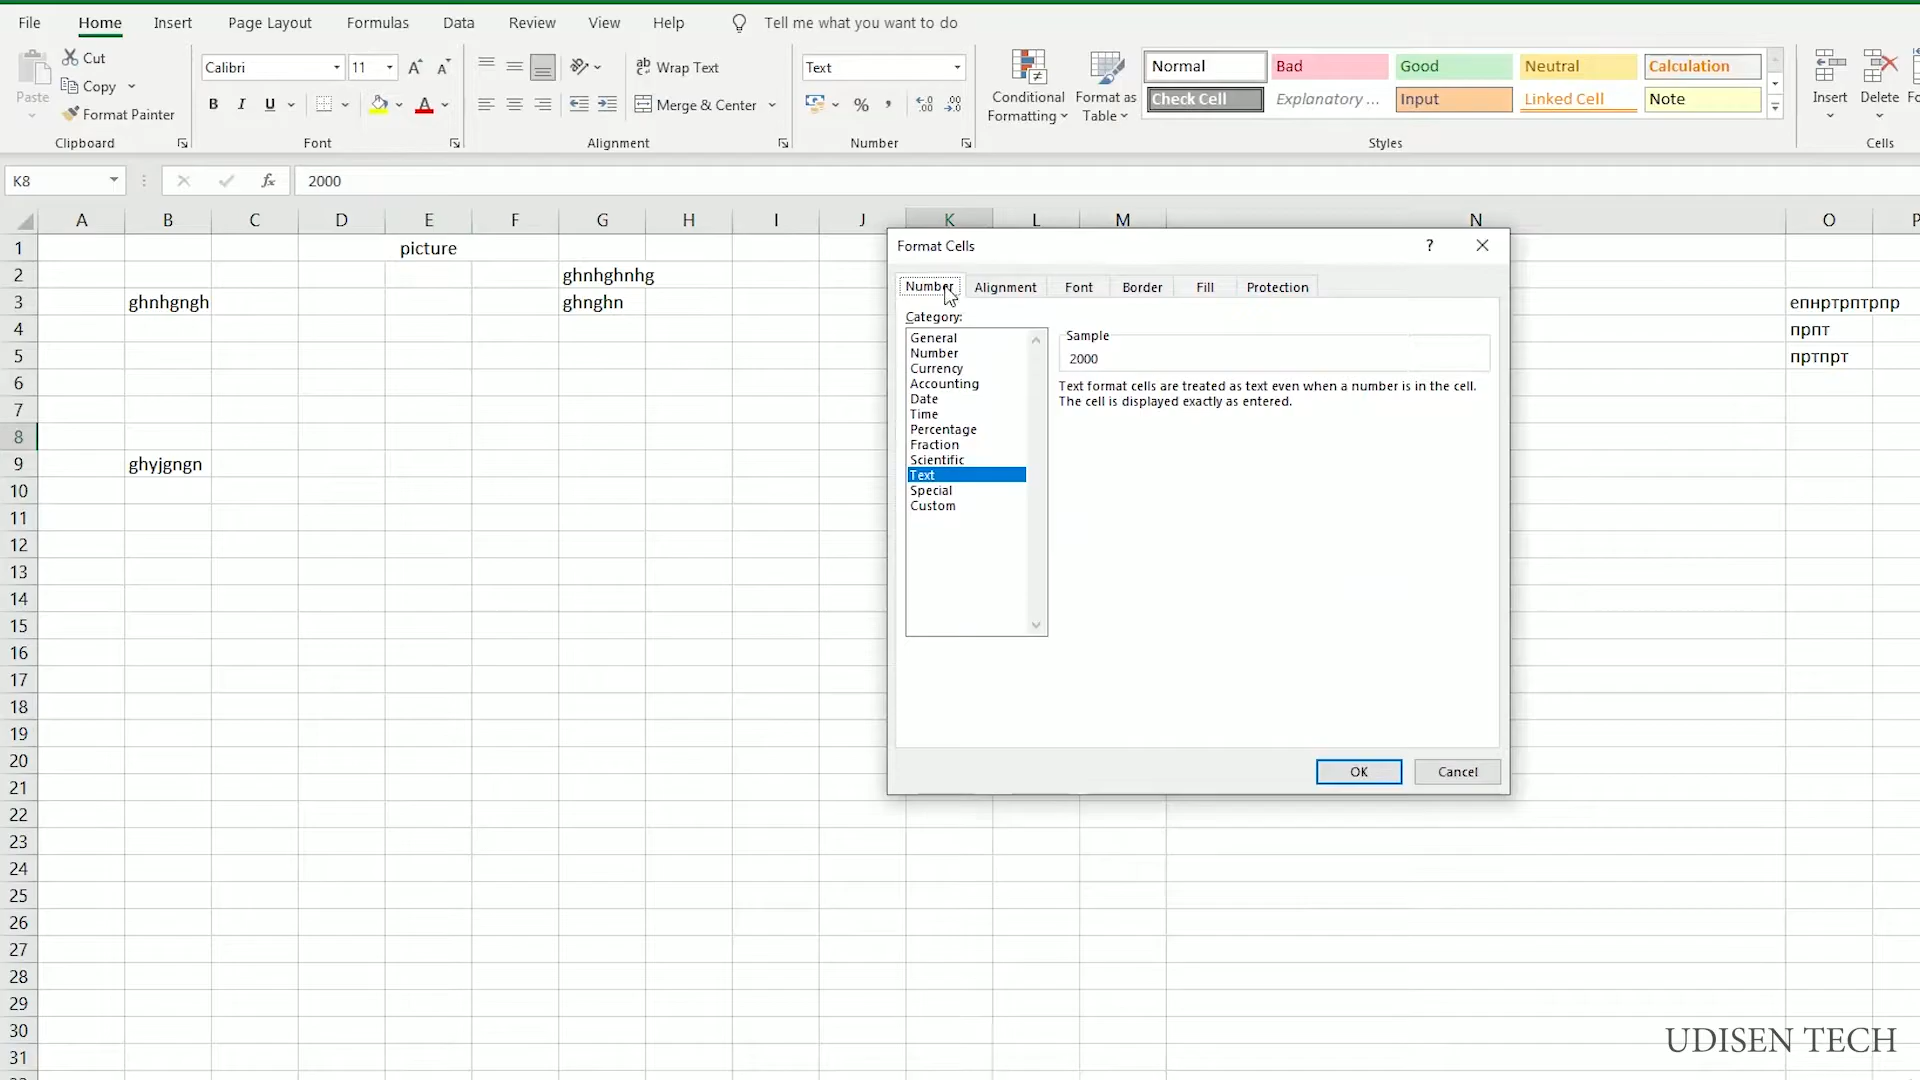 File Home Insert Page Layout Formulas Data Review View Help Tell me what you want to do
Paste Cut
Copy
Format Painter
Clipboard
Calibri 11
B I U
Font
Wrap Text
Merge & Center
Alignment
Text
%
Number
Conditional Formatting
Format as Table
Normal Bad Good Neutral Calculation
Check Cell Explanatory ... Input Linked Cell Note
Styles
Insert Delete Fo
Cells
K8 fx 2000
A B C D E F G H I J K L M N O P
1 picture
2 ghnhghnhg
3 ghnhgngh ghnghn епнртрптрпр
4 прпт
5 пртпрт
6
7
8
9 ghyjgngn
10
11
12
13
14
15
16
17
18
19
20
21
22
23
24
25
26
27
28
29
30
31
Format Cells ?
Number Alignment Font Border Fill Protection
Category:
General
Number
Currency
Accounting
Date
Time
Percentage
Fraction
Scientific
Text
Special
Custom
Sample
2000
Text format cells are treated as text even when a number is in the cell.
The cell is displayed exactly as entered.
OK Cancel
UDISEN TECH